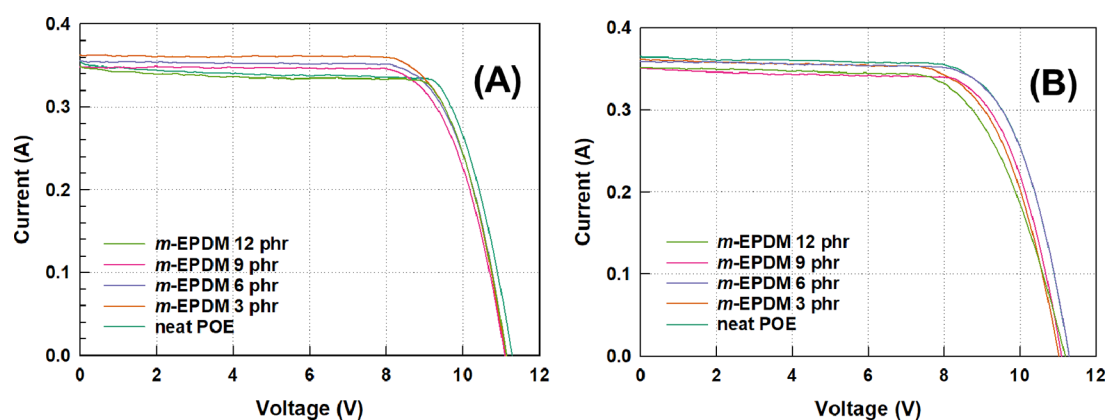 (A)
0.4
0.3
0.2
0.1
0.0
Current (A)
m-EPDM 12 phr
m-EPDM 9 phr
m-EPDM 6 phr
m-EPDM 3 phr
neat POE
0 2 4 6 8 10 12
Voltage (V)
(B)
0.4
0.3
0.2
0.1
0.0
Current (A)
m-EPDM 12 phr
m-EPDM 9 phr
m-EPDM 6 phr
m-EPDM 3 phr
neat POE
0 2 4 6 8 10 12
Voltage (V)